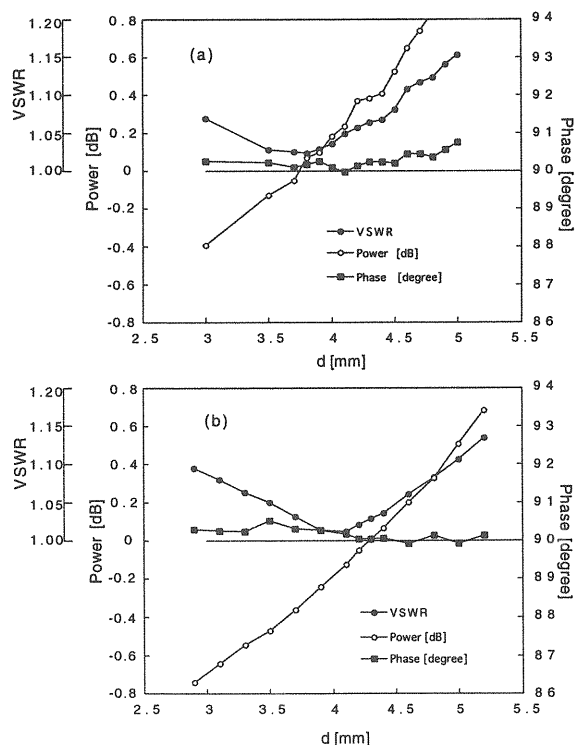 (a)
VSWR
1.20
1.15
1.10
1.05
1.00
Power [dB]
0.8
0.6
0.4
0.2
0
-0.2
-0.4
-0.6
-0.8
94
93
92
91
90
89
88
87
86
Phase [degree]
VSWR
Power [dB]
Phase [degree]
2.5 3 3.5 4 4.5 5 5.5
d [mm]
(b)
VSWR
1.20
1.15
1.10
1.05
1.00
Power [dB]
0.8
0.6
0.4
0.2
0
-0.2
-0.4
-0.6
-0.8
94
93
92
91
90
89
88
87
86
Phase [degree]
VSWR
Power [dB]
Phase [degree]
2.5 3 3.5 4 4.5 5 5.5
d [mm]